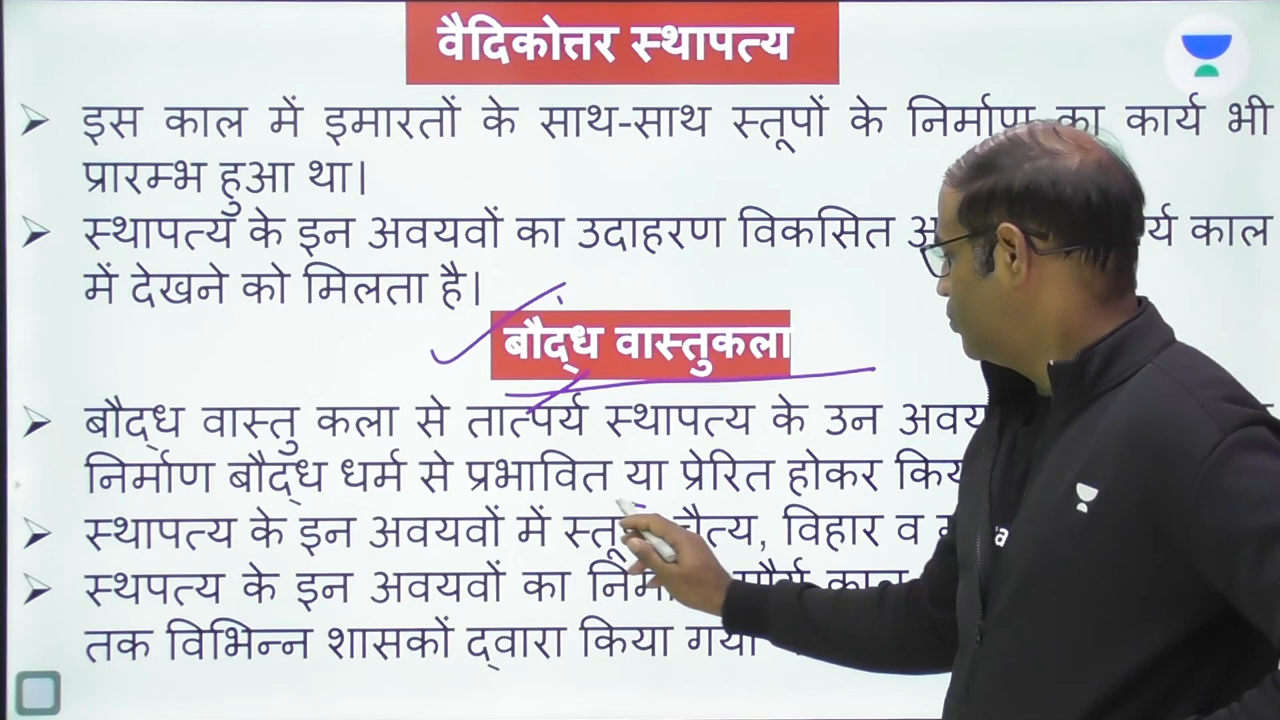 वैदिकोत्तर स्थापत्य
इस काल में इमारतों के साथ-साथ स्तूपों के निर्माण का कार्य भी
प्रारम्भ हुआ था।
स्थापत्य के इन अवयवों का उदाहरण विकसित काल
में देखने को मिलता है।
बौद्ध वास्तुकला
बौद्ध वास्तु कला से तात्पर्य स्थापत्य के उन
निर्माण बौद्ध धर्म से प्रभावित या प्रेरित होकर
स्थापत्य के इन अवयवों में चैत्य, विहार व
स्थपत्य के इन अवयवों का मौर्य काल
तक विभिन्न शासकों द्वारा किया गया